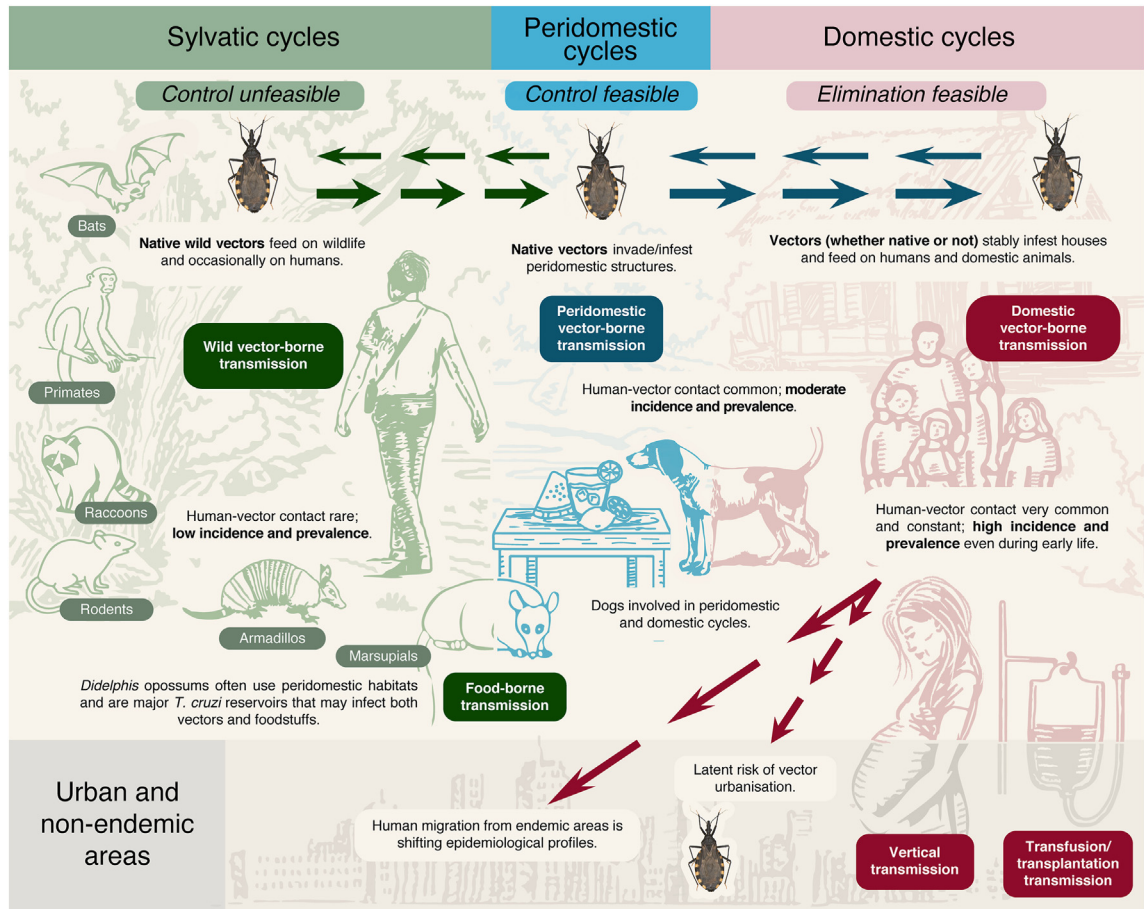 Sylvatic cycles
Peridomestic
cycles
Domestic cycles
Control unfeasible
Control feasible
Elimination feasible
Bats
Native wild vectors feed on wildlife
and occasionally on humans.
Native vectors invade/infest
peridomestic structures.
Vectors (whether native or not) stably infest houses
and feed on humans and domestic animals.
Primates
Wild vector-borne
transmission
Peridomestic
vector-borne
transmission
Domestic
vector-borne
transmission
Human-vector contact common; moderate
incidence and prevalence.
Raccoons
Human-vector contact rare;
low incidence and prevalence.
Human-vector contact very common
and constant; high incidence and
prevalence even during early life.
Rodents
Armadillos
Marsupials
Dogs involved in peridomestic
and domestic cycles.
Didelphis opossums often use peridomestic habitats
and are major T. cruzi reservoirs that may infect both
vectors and foodstuffs.
Food-borne
transmission
Urban and
non-endemic
areas
Human migration from endemic areas is
shifting epidemiological profiles.
Latent risk of vector
urbanisation.
Vertical
transmission
Transfusion/
transplantation
transmission